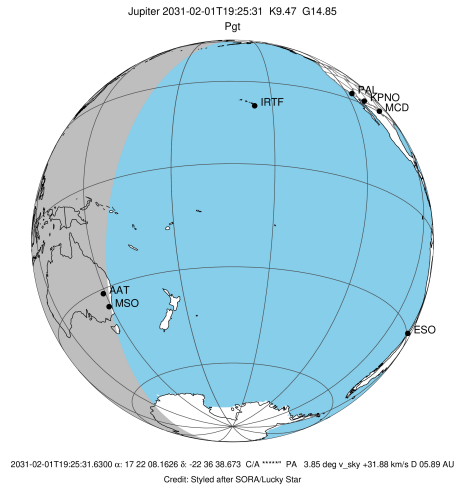 Jupiter 2031-02-01T19:25:31 K9.47 G14.85
Pgt
PAL
KPNO
MCD
IRTF
AAT
MSO
ESO
2031-02-01T19:25:31.6300 α: 17 22 08.1626 δ: -22 36 38.673 C/A *****" PA 3.85 deg v_sky +31.88 km/s D 05.89 AU
Credit: Styled after SORA/Lucky Star